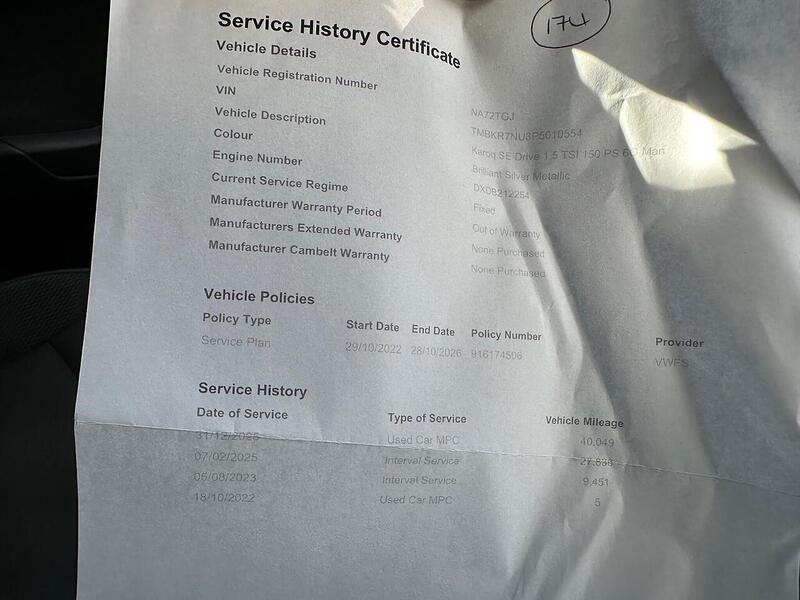 174
Service History Certificate
Vehicle Details
Vehicle Registration Number NA72TGJ
VIN TMBKR7NU3P5010554
Vehicle Description Karoq SE Drive 1.5 TSI 150 PS 6G Man
Colour Brilliant Silver Metallic
Engine Number DXDB212254
Current Service Regime Fixed
Manufacturer Warranty Period Out of Warranty
Manufacturers Extended Warranty None Purchased
Manufacturer Cambelt Warranty None Purchased
Vehicle Policies
Policy Type Start Date End Date Policy Number Provider
Service Plan 29/10/2022 28/10/2026 916174506 VWFS
Service History
Date of Service Type of Service Vehicle Mileage
31/12/2025 Used Car MPC 40,049
07/02/2025 Interval Service
05/08/2023 Interval Service 9,451
18/10/2022 Used Car MPC 5